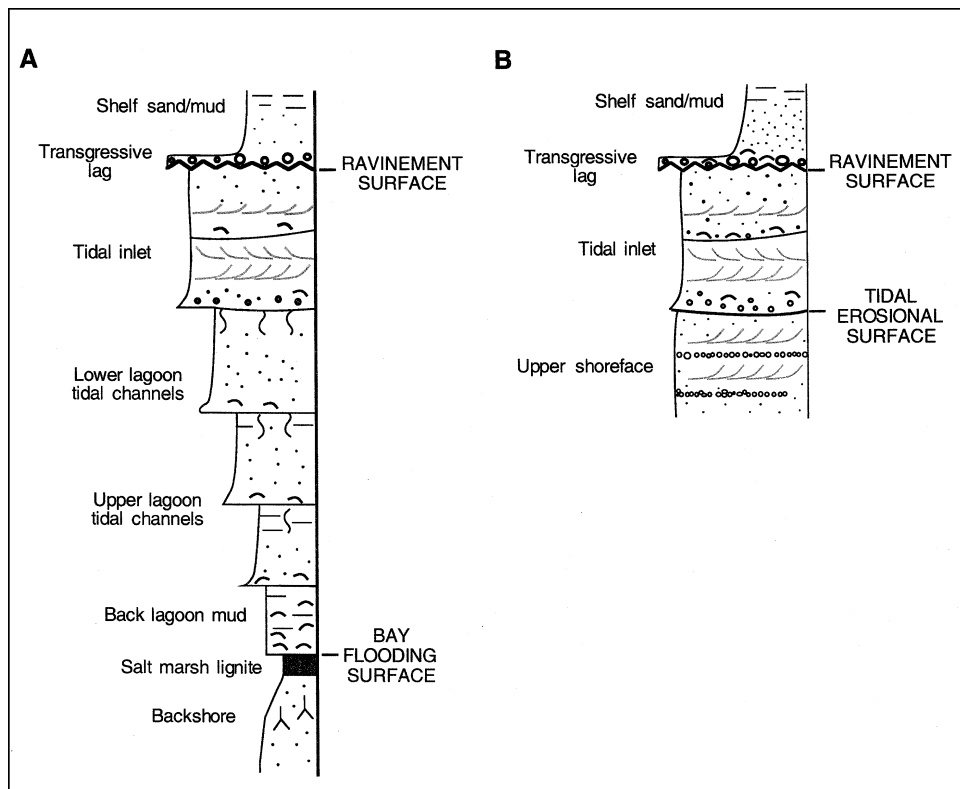 A
Shelf sand/mud
Transgressive
lag
RAVINEMENT
SURFACE
Tidal inlet
Lower lagoon
tidal channels
Upper lagoon
tidal channels
Back lagoon mud
BAY
FLOODING
SURFACE
Salt marsh lignite
Backshore
B
Shelf sand/mud
Transgressive
lag
RAVINEMENT
SURFACE
Tidal inlet
TIDAL
EROSIONAL
SURFACE
Upper shoreface